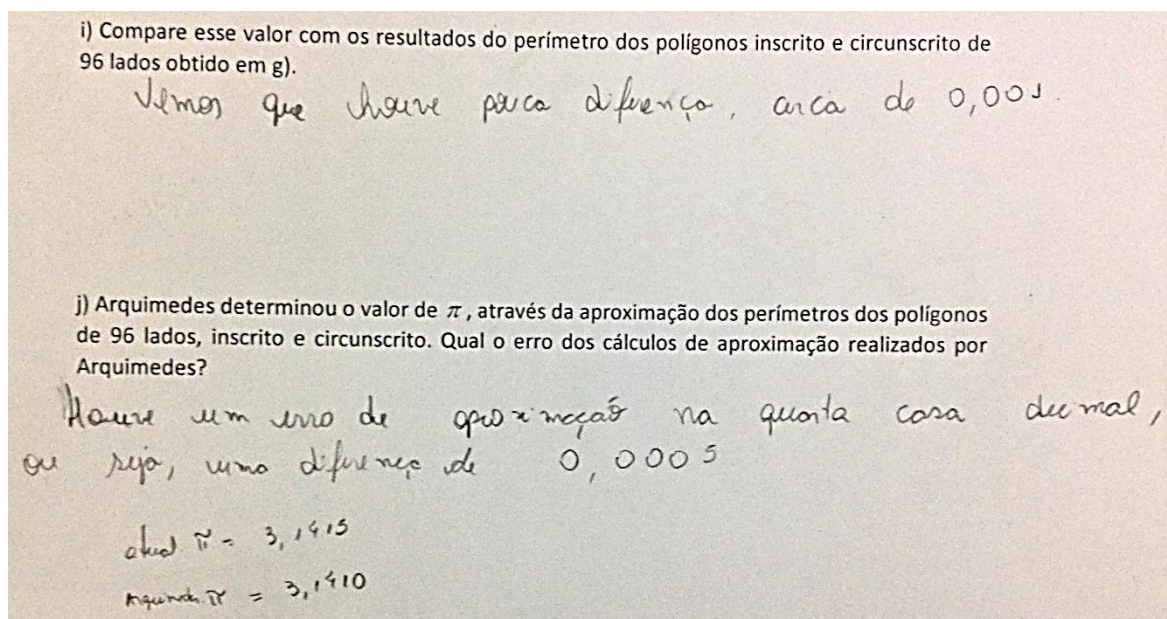 i) Compare esse valor com os resultados do perímetro dos polígonos inscrito e circunscrito de
96 lados obtido em g).
Vemos que houve pouca diferença, cerca de 0,001.
j) Arquimedes determinou o valor de π, através da aproximação dos perímetros dos polígonos
de 96 lados, inscrito e circunscrito. Qual o erro dos cálculos de aproximação realizados por
Arquimedes?
Houve um erro de aproximação na quarta casa decimal,
ou seja, uma diferença de 0,0005
atual π = 3,1415
π = 3,1410